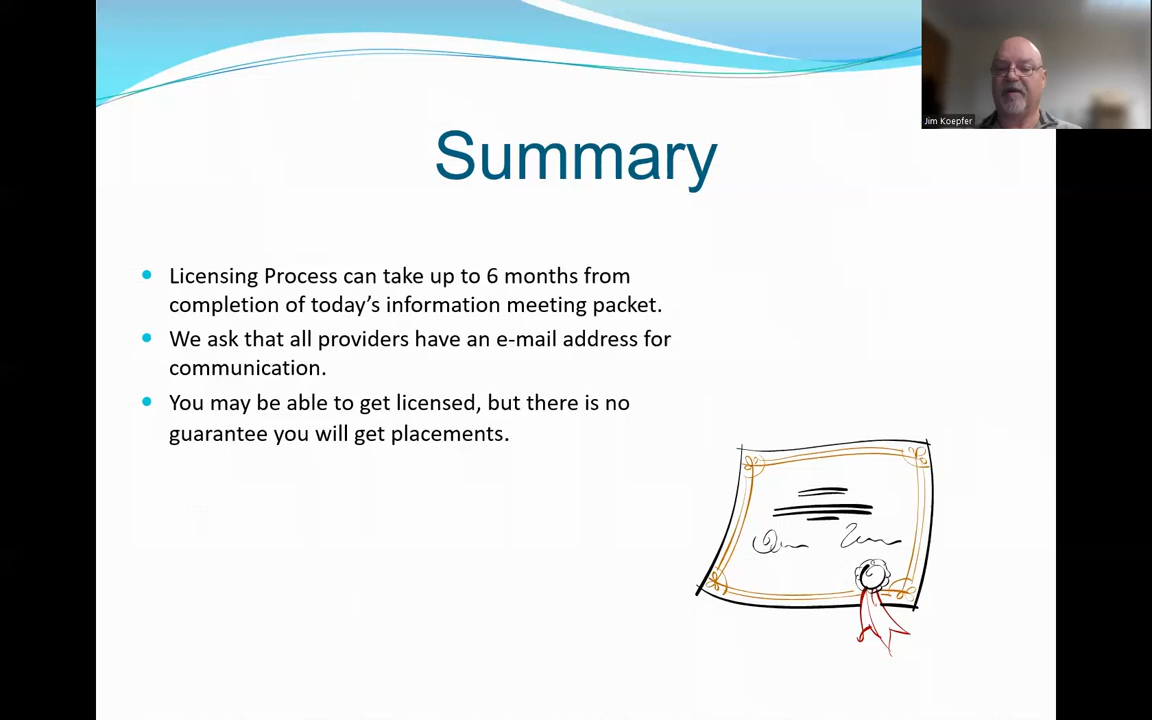 Jim Koepfer
Summary
Licensing Process can take up to 6 months from
completion of today’s information meeting packet.
We ask that all providers have an e-mail address for
communication.
You may be able to get licensed, but there is no
guarantee you will get placements.